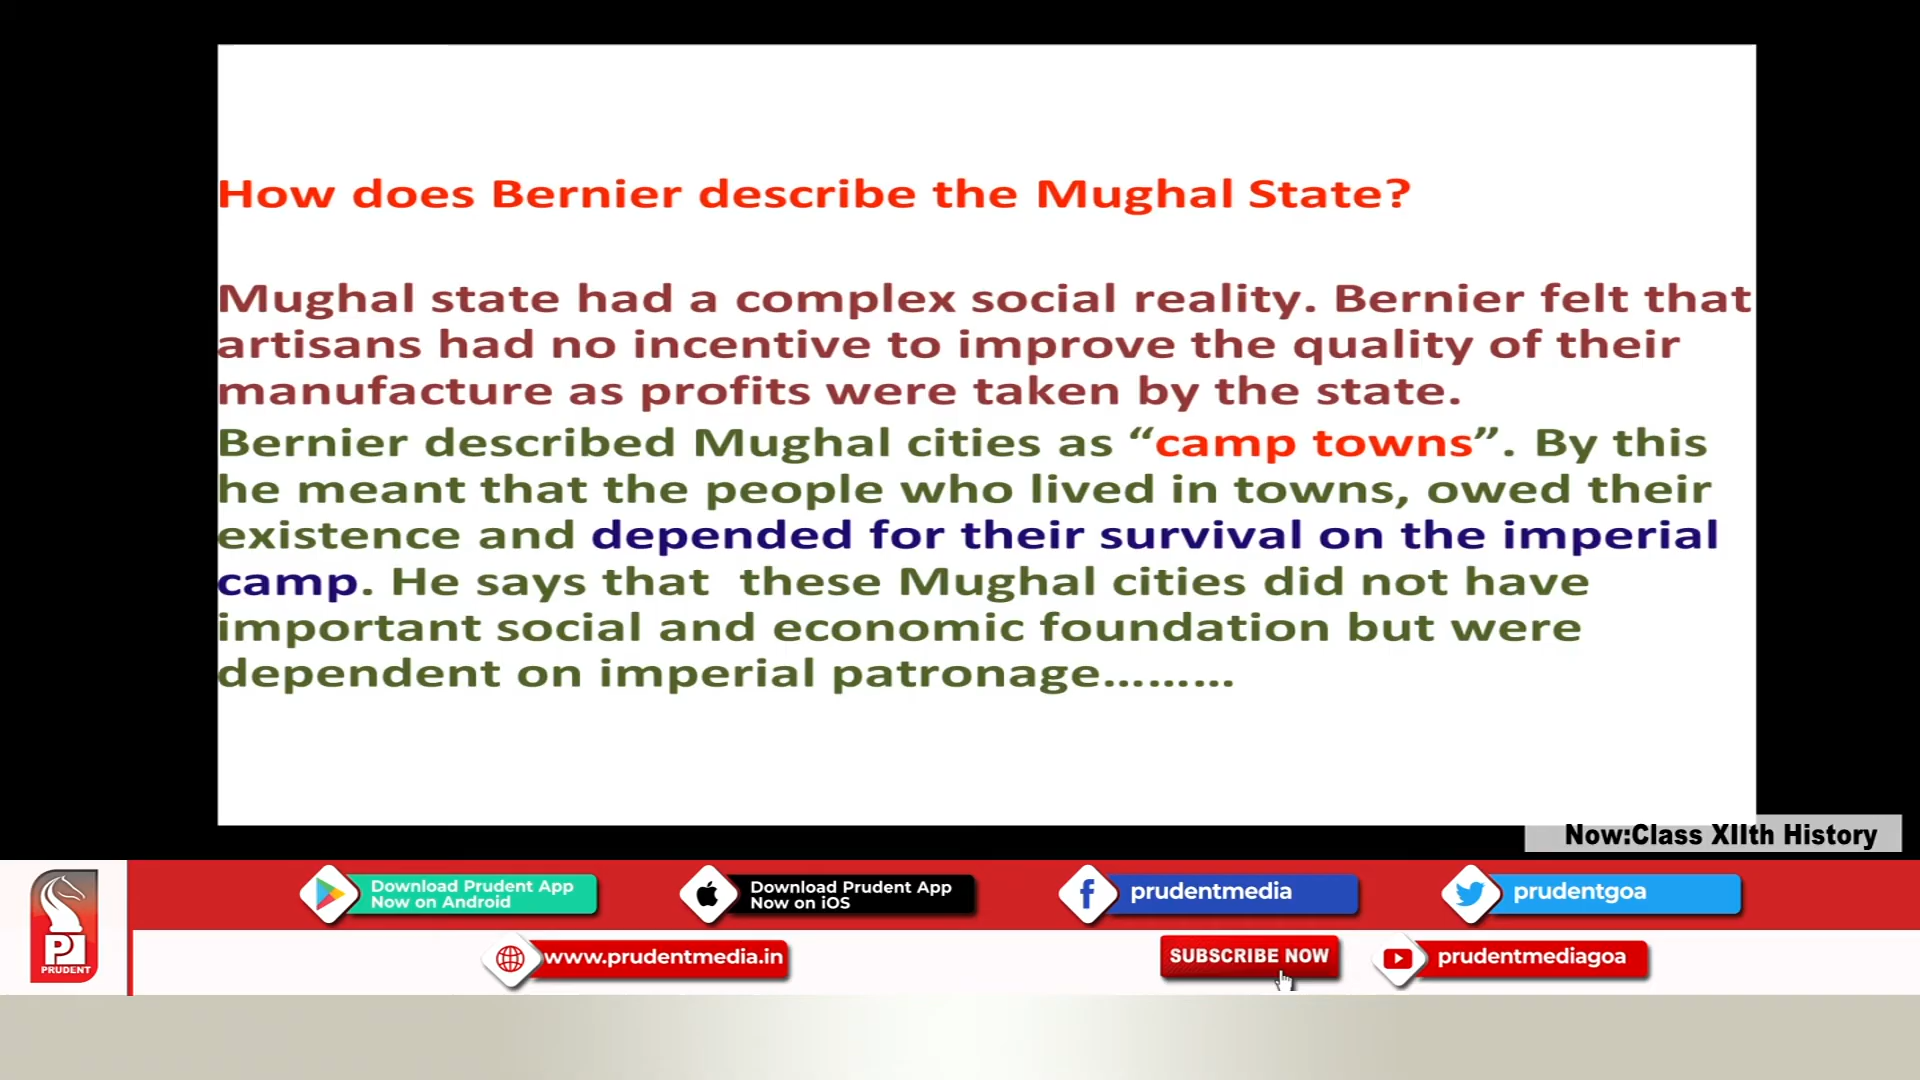 How does Bernier describe the Mughal State?
Mughal state had a complex social reality. Bernier felt that
artisans had no incentive to improve the quality of their
manufacture as profits were taken by the state.
Bernier described Mughal cities as “camp towns”. By this
he meant that the people who lived in towns, owed their
existence and depended for their survival on the imperial
camp. He says that  these Mughal cities did not have
important social and economic foundation but were
dependent on imperial patronage………
Now:Class XIIth History
Download Prudent App
Now on Android
Download Prudent App
Now on iOS
prudentmedia
prudentgoa
PRUDENT
www.prudentmedia.in
SUBSCRIBE NOW
prudentmediagoa